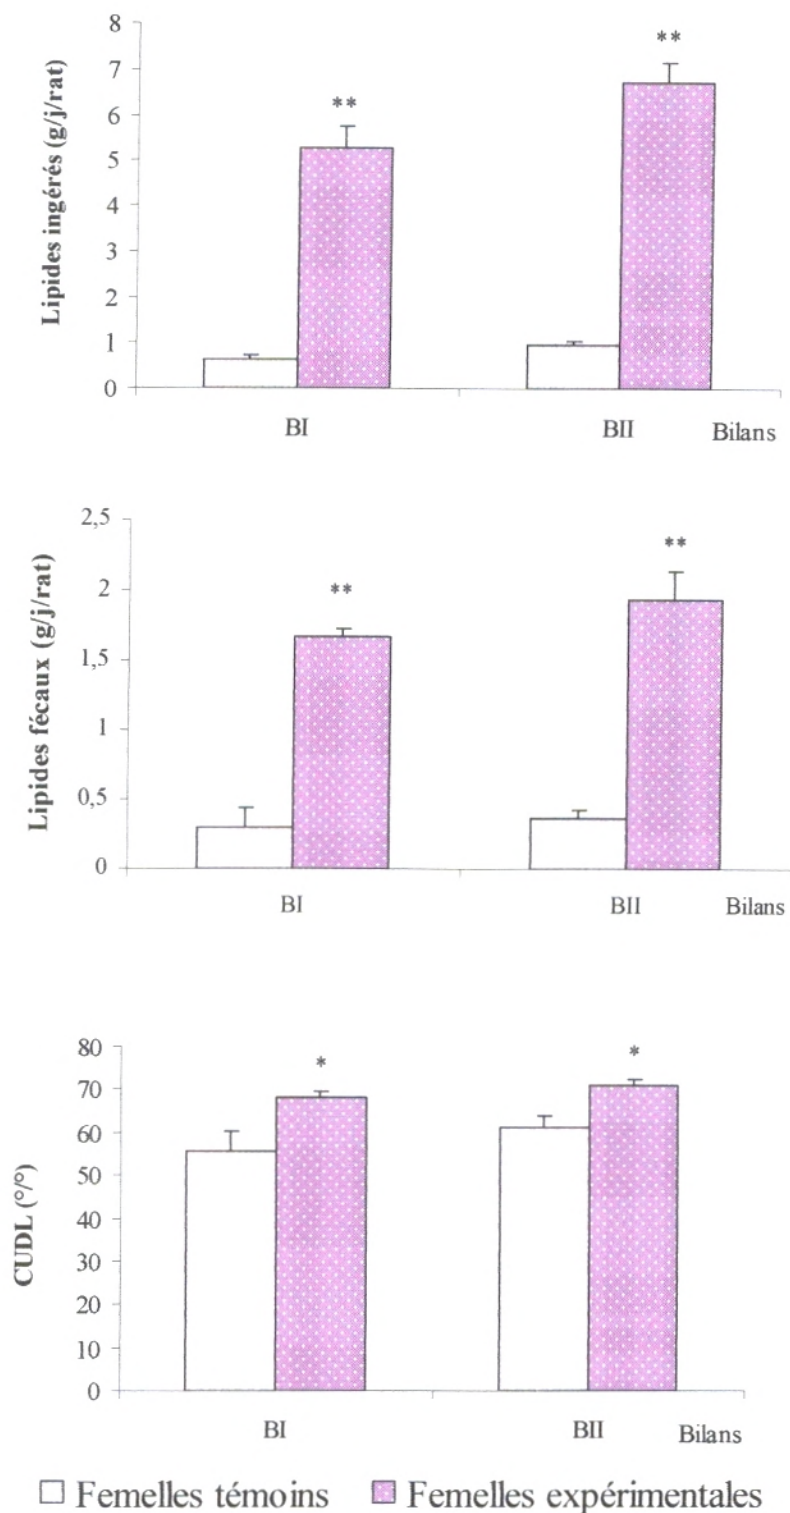 8
7
6
5
4
3
2
1
0
Lipides ingérés (g/j/rat)
**
**
BI
BII
Bilans
2,5
2
1,5
1
0,5
0
Lipides fécaux (g/j/rat)
**
**
BI
BII
Bilans
80
70
60
50
40
30
20
10
0
CUDL (°/°)
*
*
BI
BII
Bilans
Femelles témoins
Femelles expérimentales